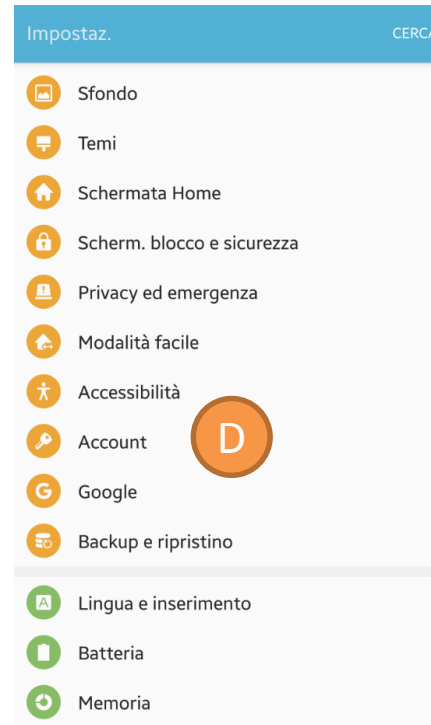 Impostaz. CERCA
Sfondo
Temi
Schermata Home
Scherm. blocco e sicurezza
Privacy ed emergenza
Modalità facile
Accessibilità
Account D
G Google
Backup e ripristino
A Lingua e inserimento
Batteria
Memoria